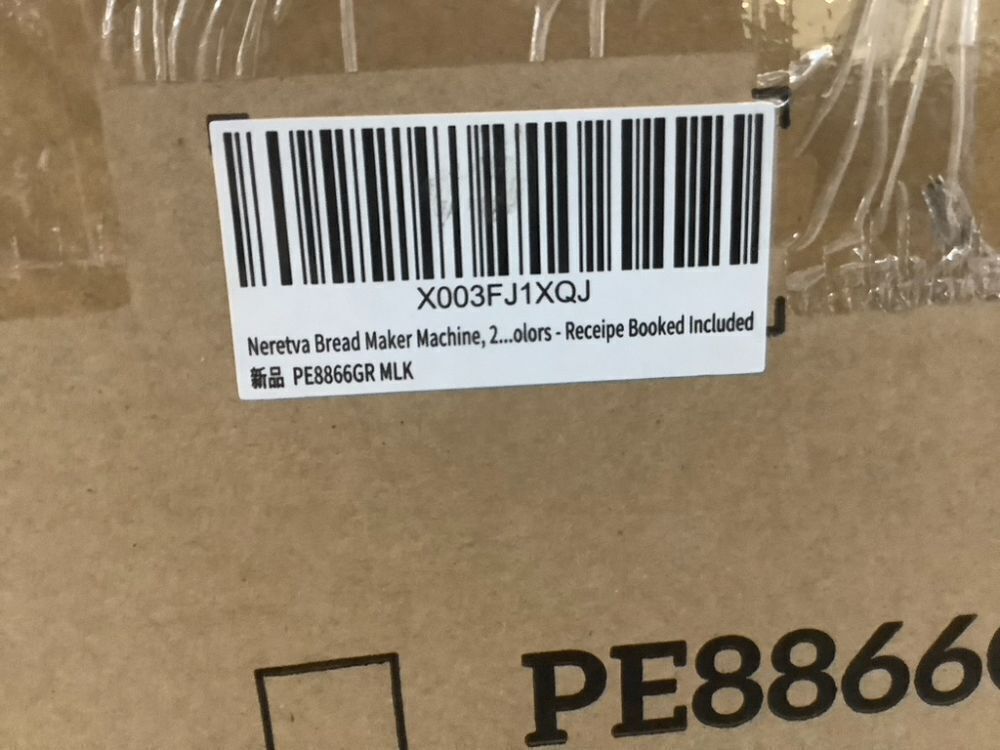 X003FJ1XQJ
Neretva Bread Maker Machine, 2...olors - Receipe Booked Included
新品 PE8866GR MLK
PE8866